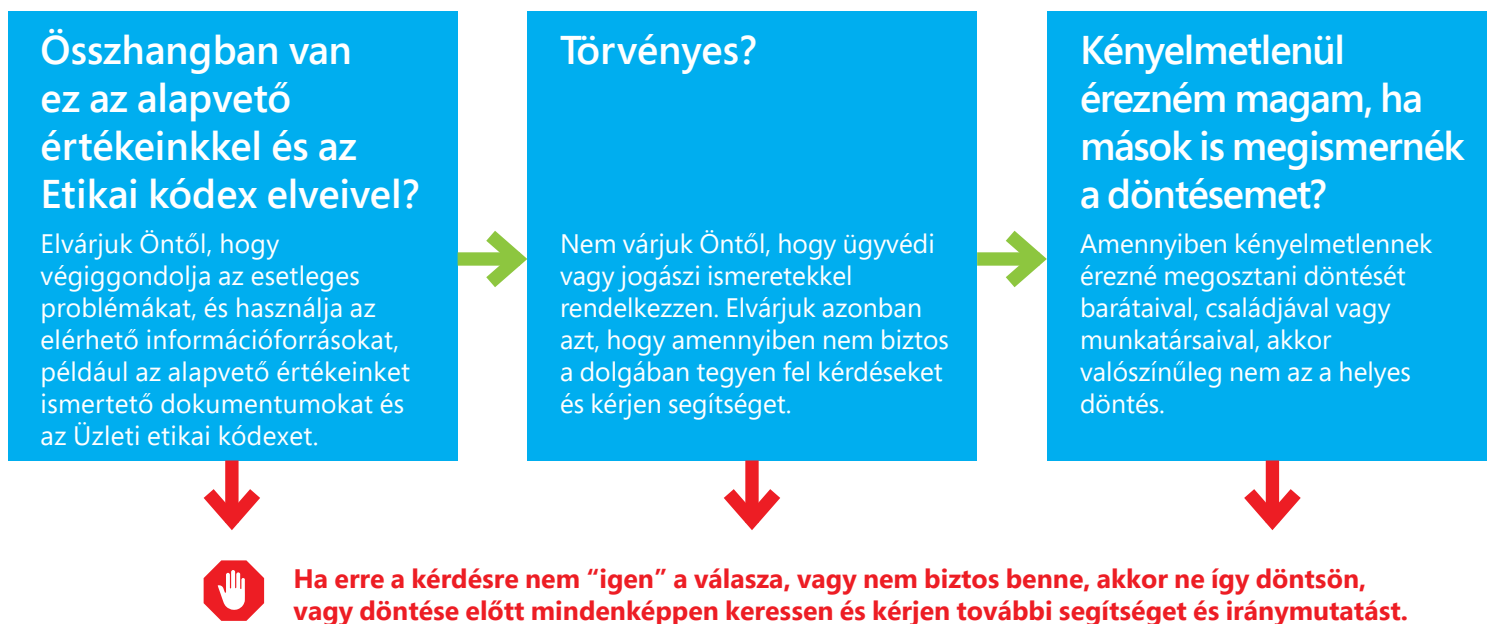 Összhangban van
ez az alapvető
értékeinkkel és az
Etikai kódex elveivel?
Elvárjuk Öntől, hogy
végiggondolja az esetleges
problémákat, és használja az
elérhető információforrásokat,
például az alapvető értékeinket
ismertető dokumentumokat és
az Üzleti etikai kódexet.
Törvényes?
Nem várjuk Öntől, hogy ügyvédi
vagy jogászi ismeretekkel
rendelkezzen. Elvárjuk azonban
azt, hogy amennyiben nem biztos
a dolgában tegyen fel kérdéseket
és kérjen segítséget.
Kényelmetlenül
érezném magam, ha
mások is megismernék
a döntésemet?
Amennyiben kényelmetlennek
érezné megosztani döntését
barátaival, családjával vagy
munkatársaival, akkor
valószínűleg nem az a helyes
döntés.
Ha erre a kérdésre nem “igen” a válasza, vagy nem biztos benne, akkor ne így döntsön,
vagy döntése előtt mindenképpen keressen és kérjen további segítséget és iránymutatást.